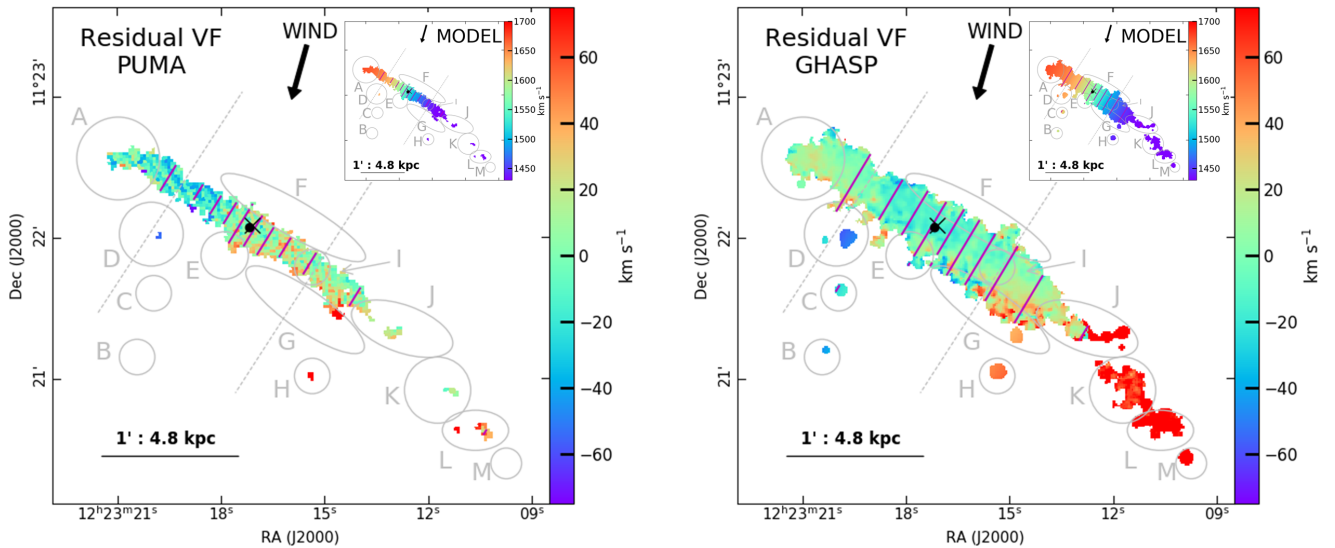 Residual VF
PUMA
WIND
MODEL
1700
1650
1600
1550
1500
1450
km s⁻¹
A
D
C
B
E
F
I
J
G
H
K
L
M
1' : 4.8 kpc
A
B
C
D
E
F
G
H
I
J
K
L
M
1' : 4.8 kpc
11°23'
22'
21'
Dec (J2000)
12ʰ23ᵐ21ˢ
18ˢ
15ˢ
12ˢ
09ˢ
RA (J2000)
60
40
20
0
−20
−40
−60
km s⁻¹
Residual VF
GHASP
WIND
MODEL
1700
1650
1600
1550
1500
1450
km s⁻¹
A
D
C
B
E
F
I
J
G
H
K
L
M
1' : 4.8 kpc
A
B
C
D
E
F
G
H
I
J
K
L
M
1' : 4.8 kpc
11°23'
22'
21'
Dec (J2000)
12ʰ23ᵐ21ˢ
18ˢ
15ˢ
12ˢ
09ˢ
RA (J2000)
60
40
20
0
−20
−40
−60
km s⁻¹